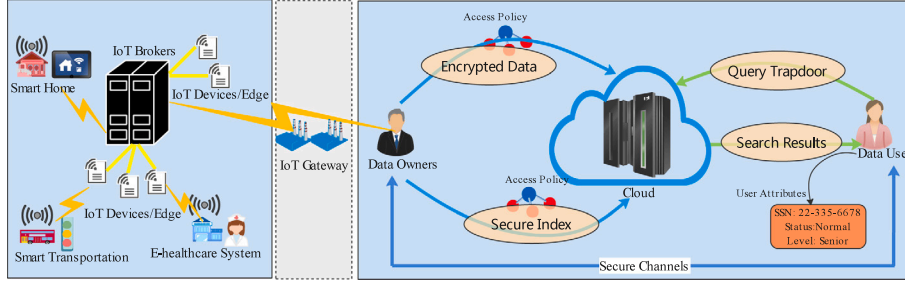 IoT Brokers
Smart Home
IoT Devices/Edge
IoT Devices/Edge
Smart Transportation
E-healthcare System
IoT Gateway
Access Policy
Encrypted Data
Data Owners
Access Policy
Secure Index
Cloud
Query Trapdoor
Search Results
Data User
User Attributes
SSN: 22-335-6678
Status:Normal
Level: Senior
Secure Channels